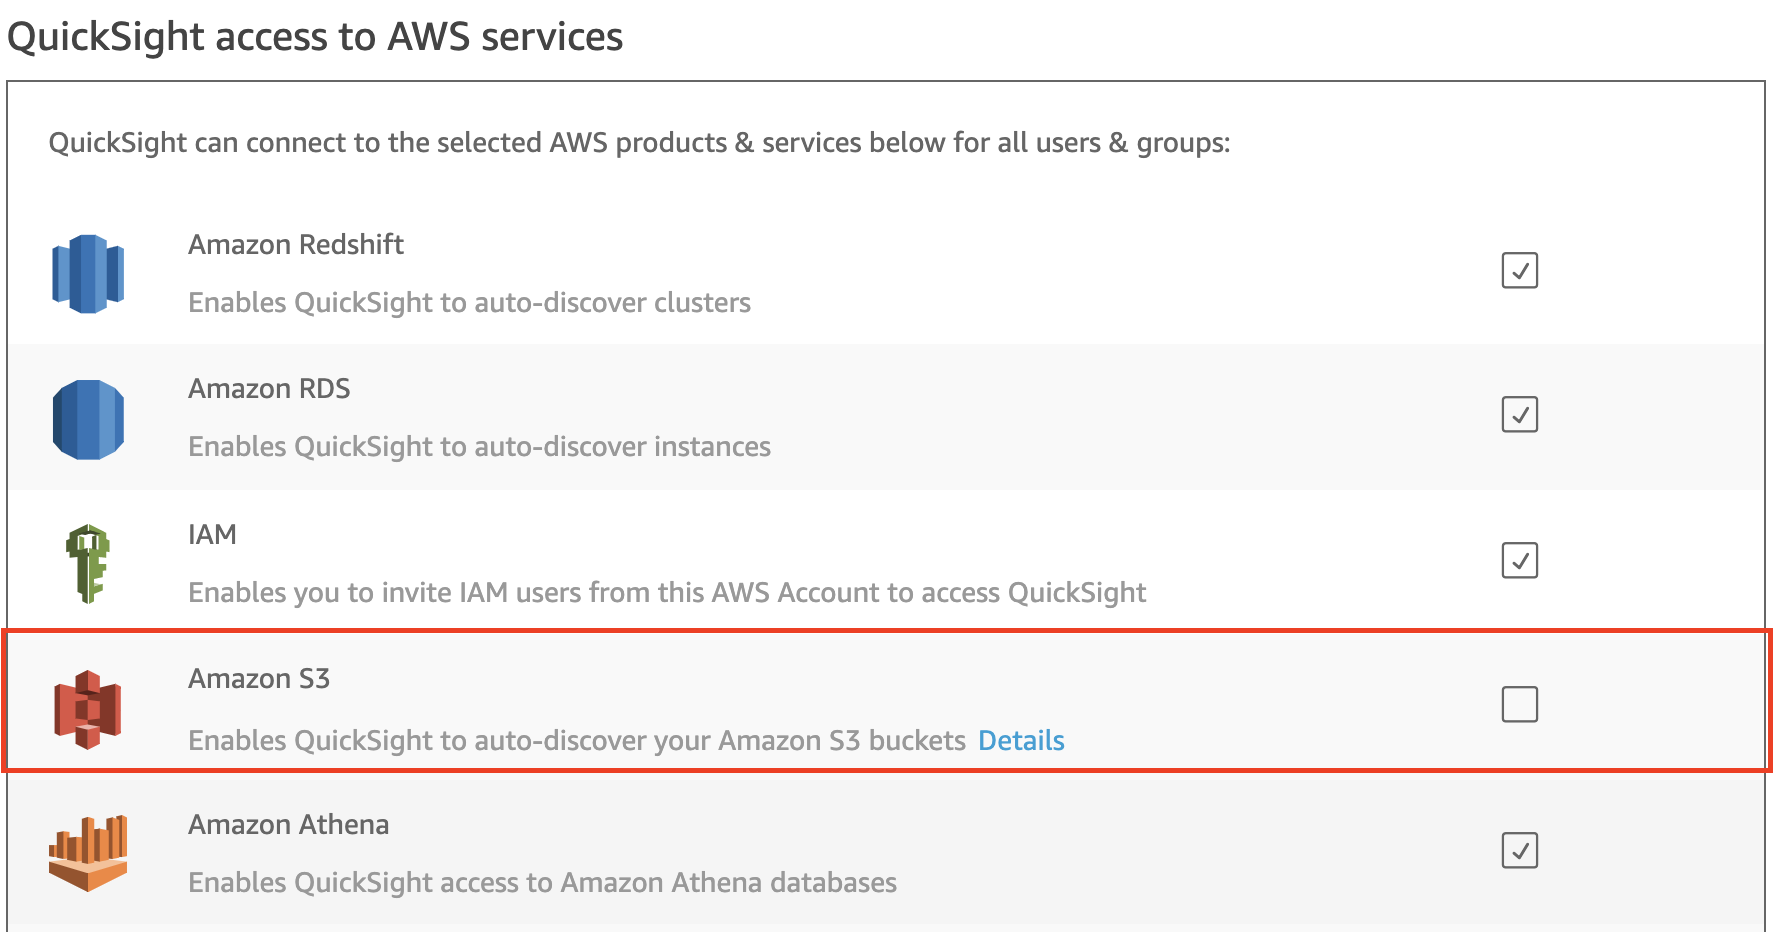 QuickSight access to AWS services
QuickSight can connect to the selected AWS products & services below for all users & groups:
Amazon Redshift
Enables QuickSight to auto-discover clusters
Amazon RDS
Enables QuickSight to auto-discover instances
IAM
Enables you to invite IAM users from this AWS Account to access QuickSight
Amazon S3
Enables QuickSight to auto-discover your Amazon S3 buckets Details
Amazon Athena
Enables QuickSight access to Amazon Athena databases